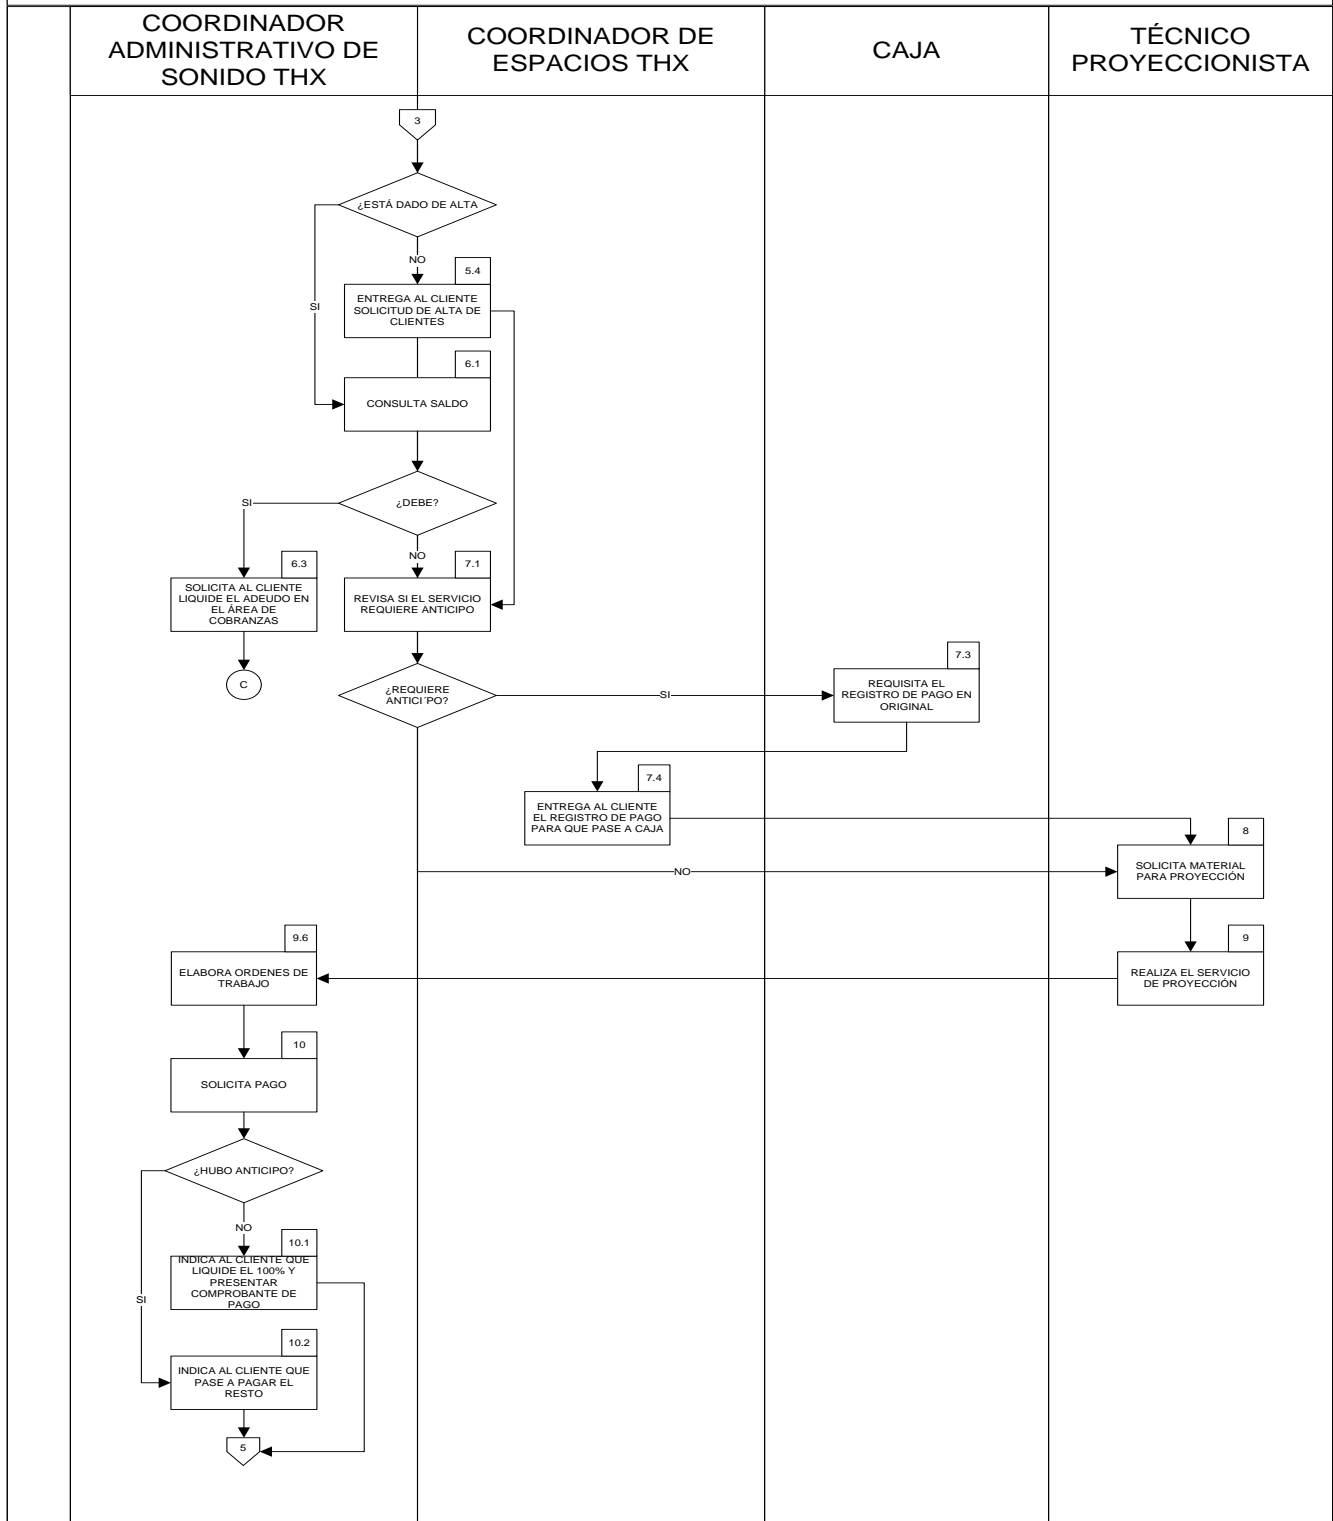 COORDINADOR
ADMINISTRATIVO DE
SONIDO THX
COORDINADOR DE
ESPACIOS THX
CAJA
TÉCNICO
PROYECCIONISTA
3
¿ESTÁ DADO DE ALTA
NO
5.4
ENTREGA AL CLIENTE
SOLICITUD DE ALTA DE
CLIENTES
SI
6.1
CONSULTA SALDO
¿DEBE?
SI
NO
6.3
SOLICITA AL CLIENTE
LIQUIDE EL ADEUDO EN
EL ÁREA DE
COBRANZAS
7.1
REVISA SI EL SERVICIO
REQUIERE ANTICIPO
C
¿REQUIERE
ANTICI´PO?
SI
7.3
REQUISITA EL
REGISTRO DE PAGO EN
ORIGINAL
7.4
ENTREGA AL CLIENTE
EL REGISTRO DE PAGO
PARA QUE PASE A CAJA
8
SOLICITA MATERIAL
PARA PROYECCIÓN
NO
9
REALIZA EL SERVICIO
DE PROYECCIÓN
9.6
ELABORA ORDENES DE
TRABAJO
10
SOLICITA PAGO
¿HUBO ANTICIPO?
NO
10.1
INDICA AL CLIENTE QUE
LIQUIDE EL 100% Y
PRESENTAR
COMPROBANTE DE
PAGO
SI
10.2
INDICA AL CLIENTE QUE
PASE A PAGAR EL
RESTO
5